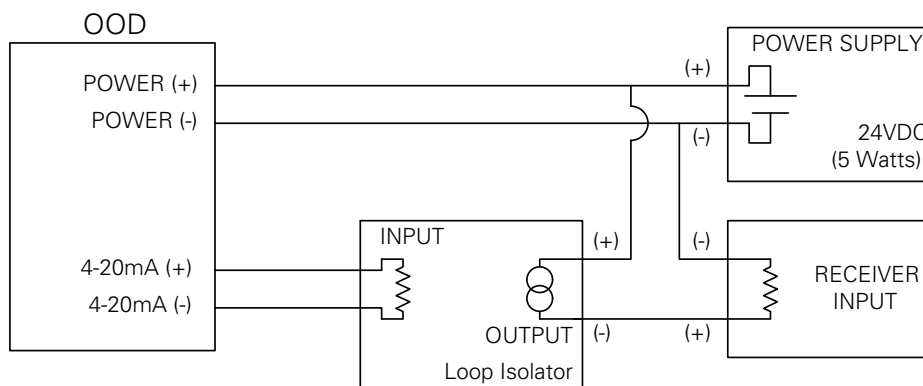 OOD
POWER (+)
POWER (-)
4-20mA (+)
4-20mA (-)
INPUT
OUTPUT
Loop Isolator
(+)
(-)
(+)
(-)
(-)
(+)
POWER SUPPLY
24VDC
(5 Watts)
RECEIVER
INPUT